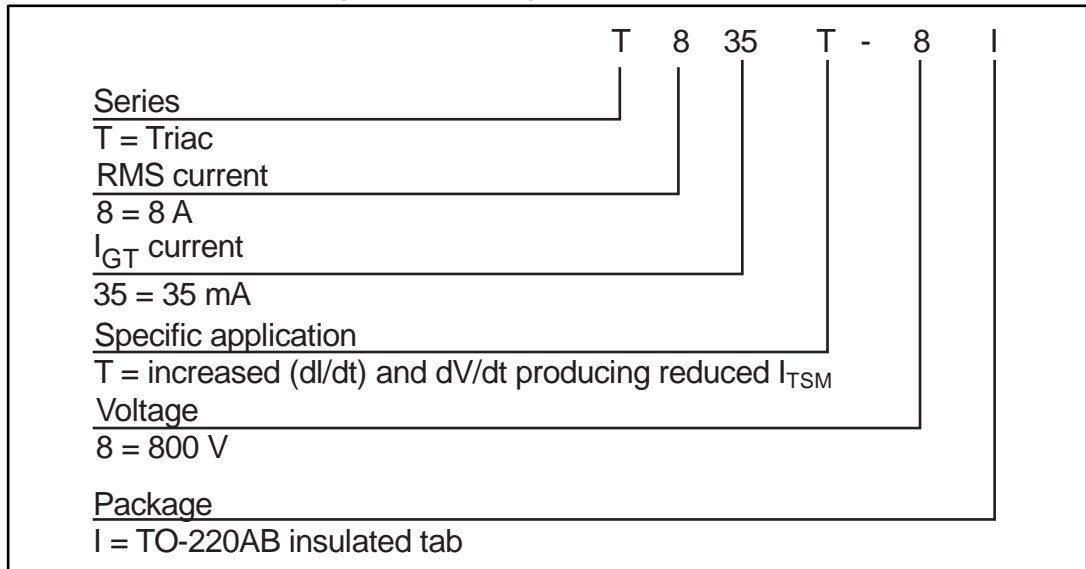 T 8 35 T - 8 I
Series
T = Triac
RMS current
8 = 8 A
IGT current
35 = 35 mA
Specific application
T = increased (dI/dt) and dV/dt producing reduced ITSM
Voltage
8 = 800 V
Package
I = TO-220AB insulated tab